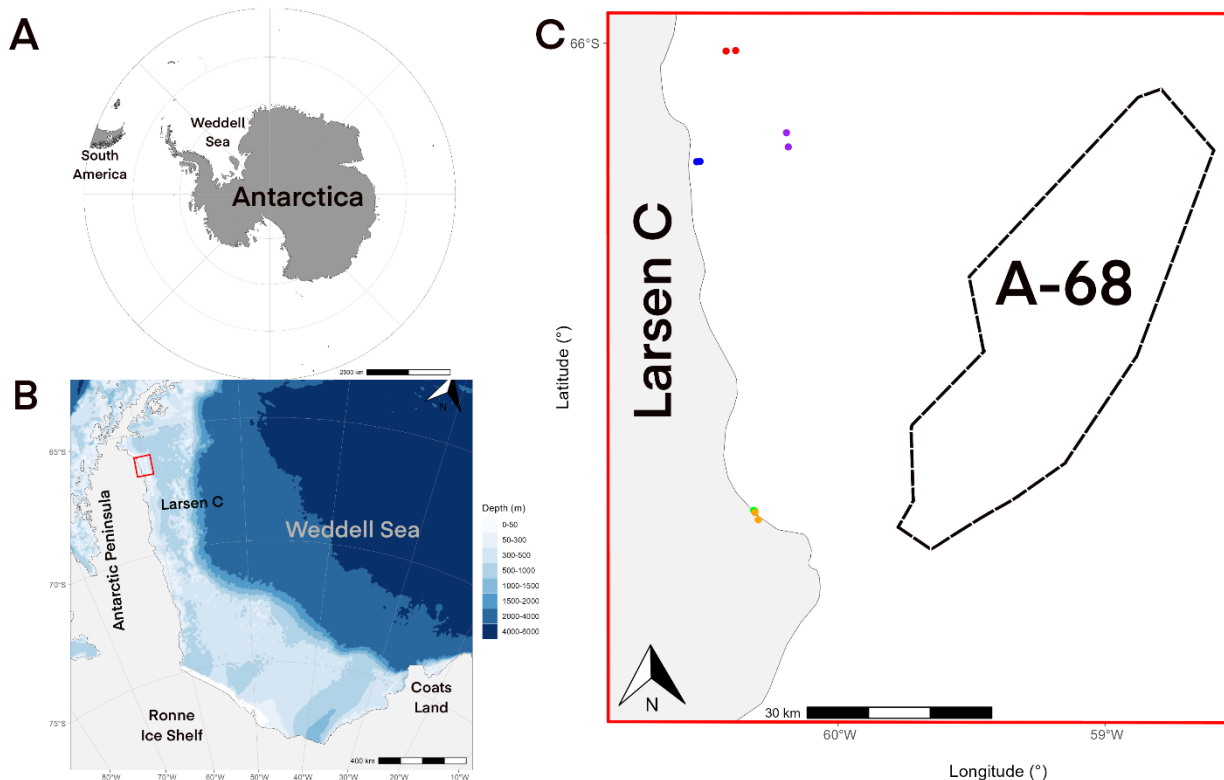 A
Weddell
Sea
South
America
Antarctica
2000 km
B
N
65°S
70°S
75°S
Antarctic Peninsula
Larsen C
Weddell Sea
Ronne
Ice Shelf
Coats
Land
400 km
80°W
70°W
60°W
50°W
40°W
30°W
20°W
10°W
Depth (m)
0-50
50-300
300-500
500-1000
1000-1500
1500-2000
2000-4000
4000-6000
C
66°S
Latitude (°)
Larsen C
A-68
N
30 km
60°W
59°W
Longitude (°)